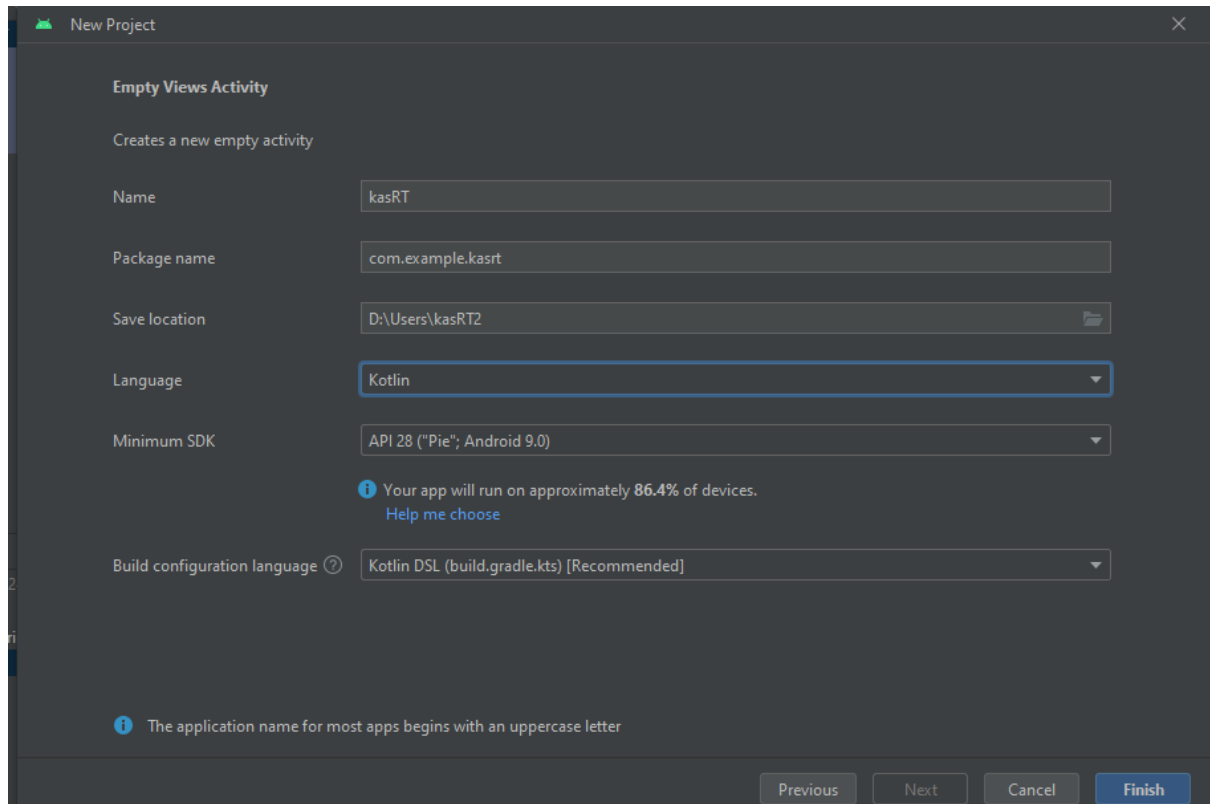 New Project
Empty Views Activity
Creates a new empty activity
Name kasRT
Package name com.example.kasrt
Save location D:\Users\kasRT2
Language Kotlin
Minimum SDK API 28 ("Pie"; Android 9.0)
Your app will run on approximately 86.4% of devices.
Help me choose
Build configuration language ? Kotlin DSL (build.gradle.kts) [Recommended]
2
ri
The application name for most apps begins with an uppercase letter
Previous Next Cancel Finish